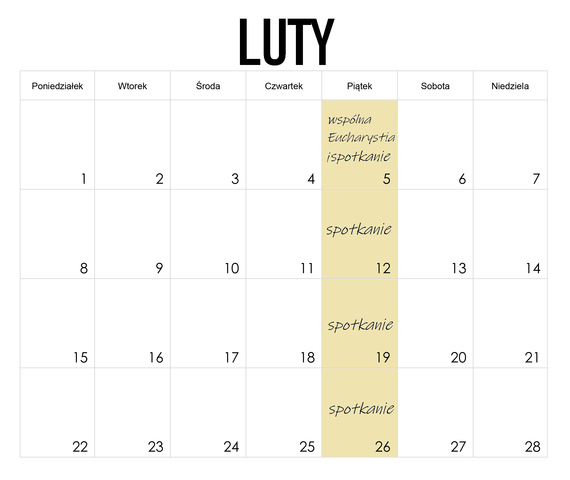 LUTY
Poniedziałek Wtorek Środa Czwartek Piątek Sobota Niedziela
wspólna
Eucharystia
i spotkanie
1 2 3 4 5 6 7
spotkanie
8 9 10 11 12 13 14
spotkanie
15 16 17 18 19 20 21
spotkanie
22 23 24 25 26 27 28